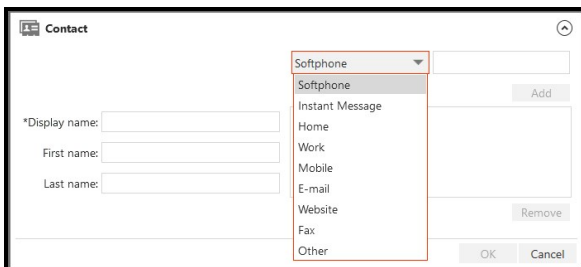 Contact
Softphone
Softphone
Instant Message
Home
Work
Mobile
E-mail
Website
Fax
Other
Add
*Display name:
First name:
Last name:
Remove
OK Cancel